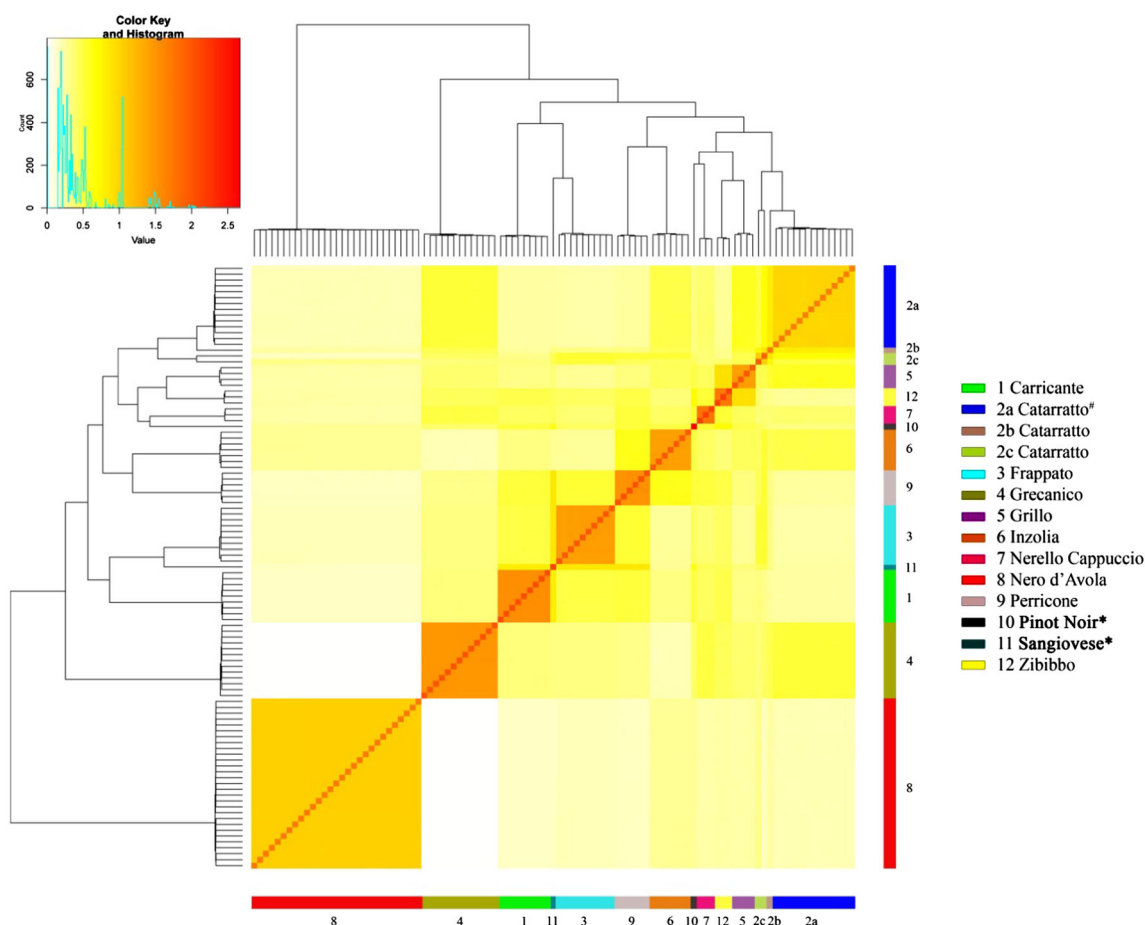 Color Key
and Histogram
Count
0
200
400
600
0 0.5 1 1.5 2 2.5
Value
2a
2b
2c
5
12
7
10
6
9
3
11
1
4
8
8 4 1 11 3 9 6 10 7 12 5 2c 2b 2a
1 Carricante
2a Catarratto#
2b Catarratto
2c Catarratto
3 Frappato
4 Grecanico
5 Grillo
6 Inzolia
7 Nerello Cappuccio
8 Nero d’Avola
9 Perricone
10 Pinot Noir*
11 Sangiovese*
12 Zibibbo